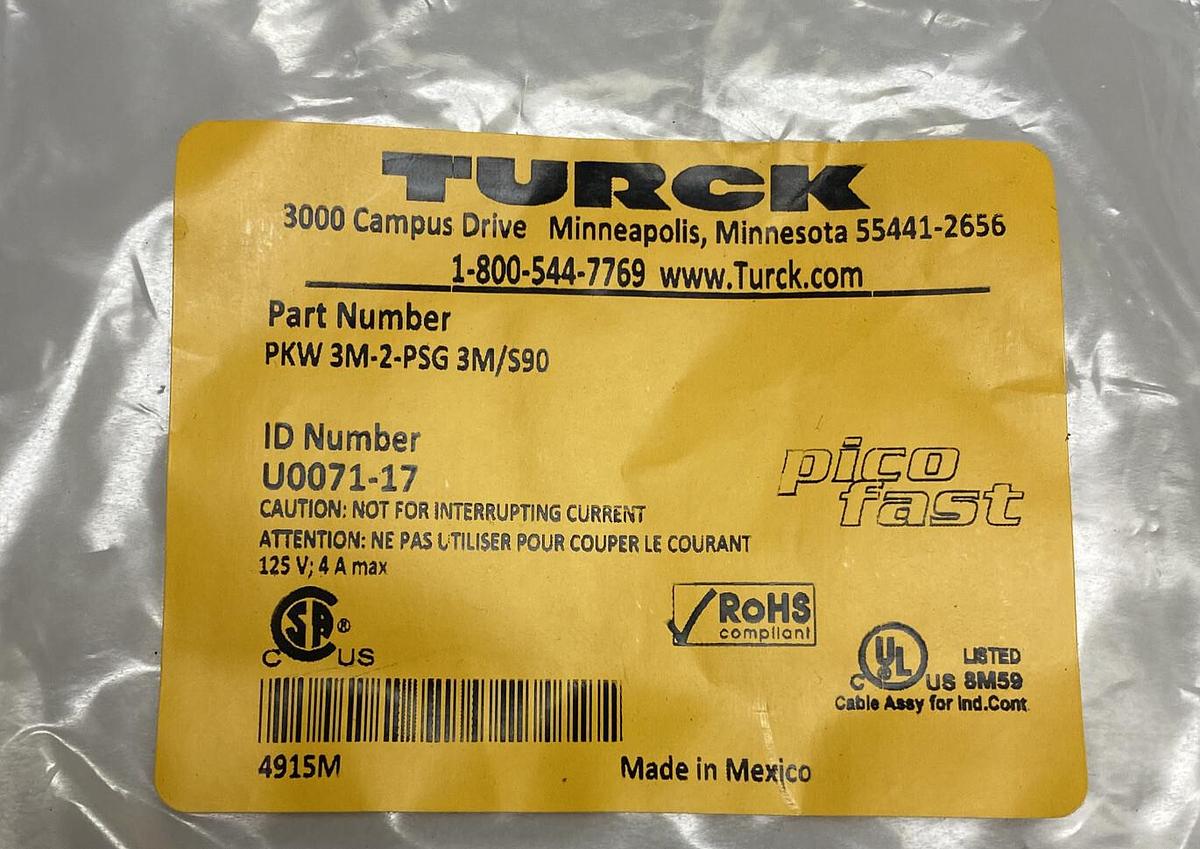 TURCK
3000 Campus Drive Minneapolis, Minnesota 55441-2656
1-800-544-7769 www.Turck.com
Part Number
PKW 3M-2-PSG 3M/S90
ID Number
U0071-17
CAUTION: NOT FOR INTERRUPTING CURRENT
ATTENTION: NE PAS UTILISER POUR COUPER LE COURANT
125 V; 4 A max
pico
fast
SA®
C US
RoHS
compliant
UL LISTED
C US 8M59
Cable Assy for Ind.Cont
4915M
Made in Mexico